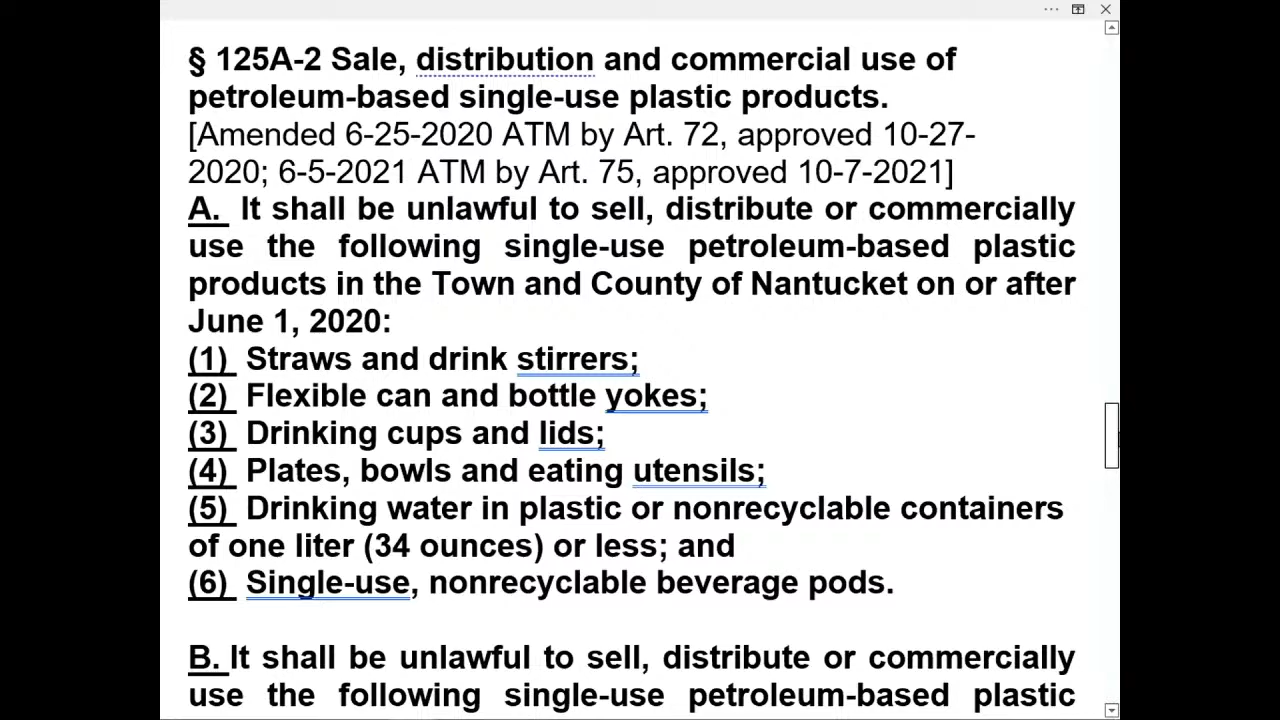 § 125A-2 Sale, distribution and commercial use of
petroleum-based single-use plastic products.
[Amended 6-25-2020 ATM by Art. 72, approved 10-27-
2020; 6-5-2021 ATM by Art. 75, approved 10-7-2021]
A. It shall be unlawful to sell, distribute or commercially
use the following single-use petroleum-based plastic
products in the Town and County of Nantucket on or after
June 1, 2020:
(1) Straws and drink stirrers;
(2) Flexible can and bottle yokes;
(3) Drinking cups and lids;
(4) Plates, bowls and eating utensils;
(5) Drinking water in plastic or nonrecyclable containers
of one liter (34 ounces) or less; and
(6) Single-use, nonrecyclable beverage pods.
B. It shall be unlawful to sell, distribute or commercially
use the following single-use petroleum-based plastic